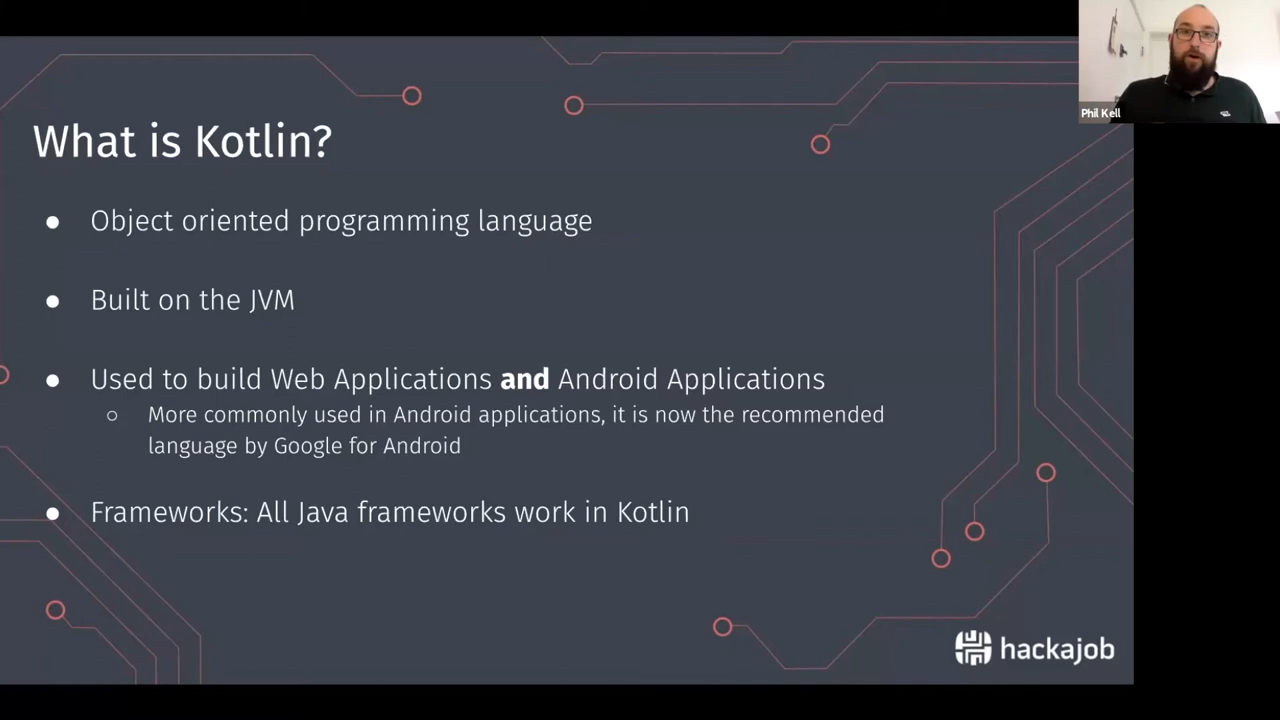 Phil Kell
What is Kotlin?
● Object oriented programming language
● Built on the JVM
● Used to build Web Applications and Android Applications
○ More commonly used in Android applications, it is now the recommended
language by Google for Android
● Frameworks: All Java frameworks work in Kotlin
hackajob